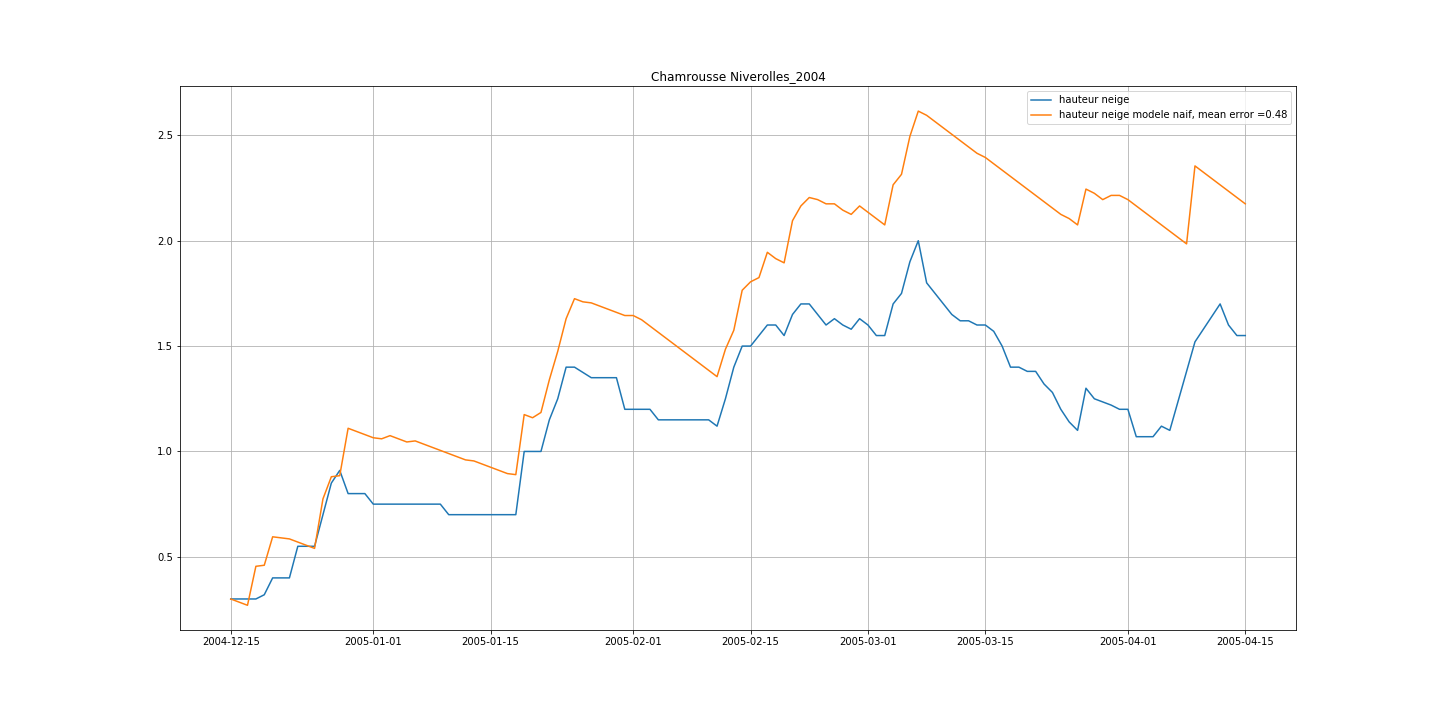 Chamrousse Niverolles_2004
hauteur neige
hauteur neige modele naif, mean error =0.48
2.5
2.0
1.5
1.0
0.5
2004-12-15 2005-01-01 2005-01-15 2005-02-01 2005-02-15 2005-03-01 2005-03-15 2005-04-01 2005-04-15